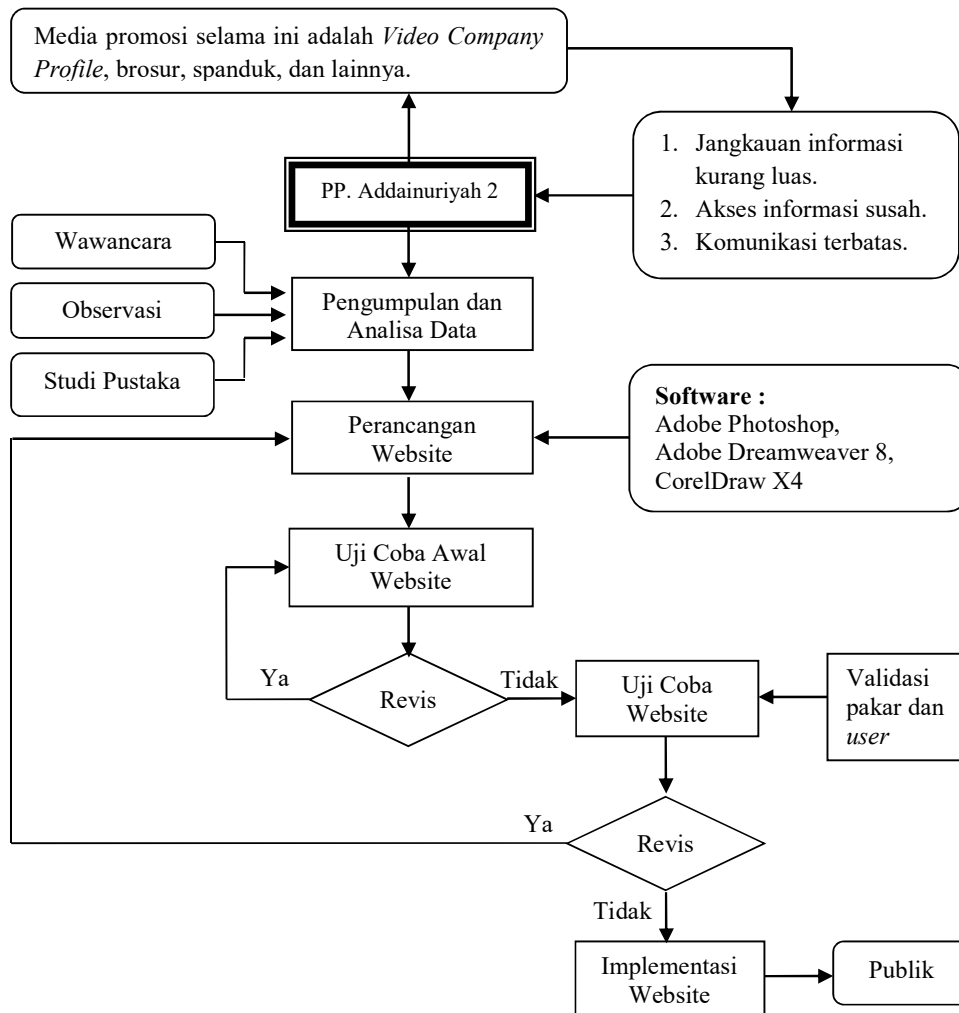 Media promosi selama ini adalah Video Company
Profile, brosur, spanduk, dan lainnya.
1. Jangkauan informasi
kurang luas.
2. Akses informasi susah.
3. Komunikasi terbatas.
PP. Addainuriyah 2
Wawancara
Observasi
Studi Pustaka
Pengumpulan dan
Analisa Data
Perancangan
Website
Software :
Adobe Photoshop,
Adobe Dreamweaver 8,
CorelDraw X4
Uji Coba Awal
Website
Ya
Revis
Tidak
Uji Coba
Website
Validasi
pakar dan
user
Ya
Revis
Tidak
Implementasi
Website
Publik